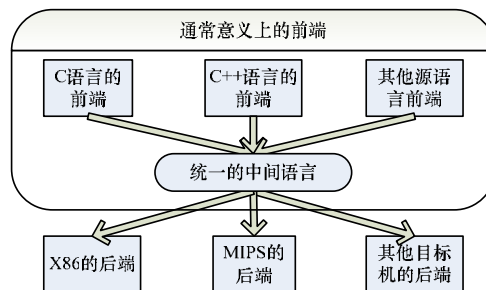 通常意义上的前端
C语言的
前端
C++语言的
前端
其他源语
言前端
统一的中间语言
X86的后端
MIPS的
后端
其他目标
机的后端